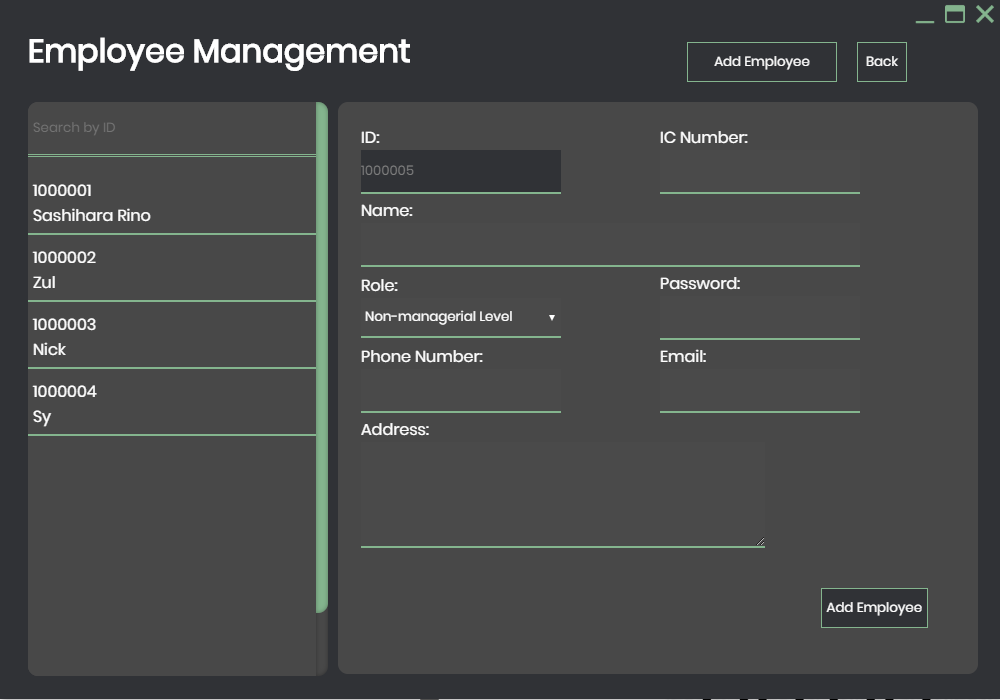 Employee Management
Add Employee
Back
Search by ID
1000001
Sashihara Rino
1000002
Zul
1000003
Nick
1000004
Sy
ID:
IC Number:
1000005
Name:
Role:
Password:
Non-managerial Level
Phone Number:
Email:
Address:
Add Employee